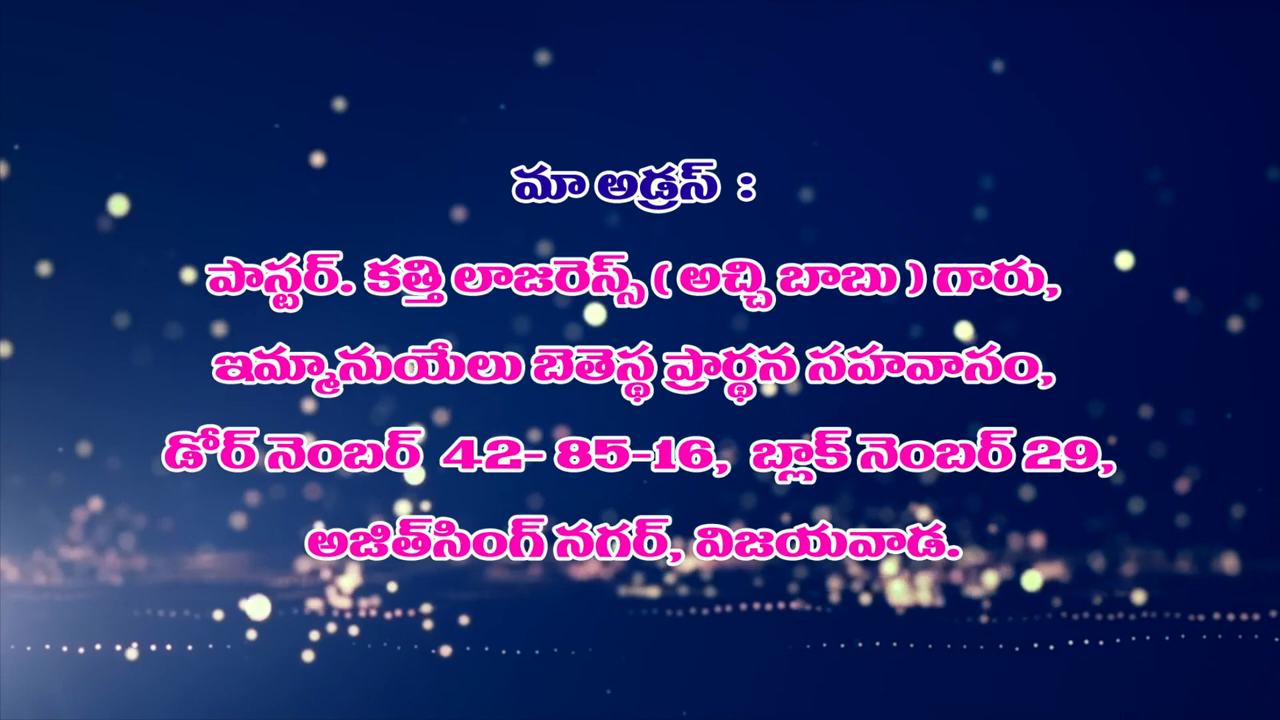 మా అడ్రస్ :
పాస్టర్. కత్తి లాజరెన్స్ ( అచ్చి బాబు ) గారు,
ఇమ్మానుయేలు బెతెస్థ ప్రార్థన సహవాసం,
డోర్ నెంబర్ 42- 85-16, బ్లాక్ నెంబర్ 29,
అజిత్‌సింగ్ నగర్, విజయవాడ.